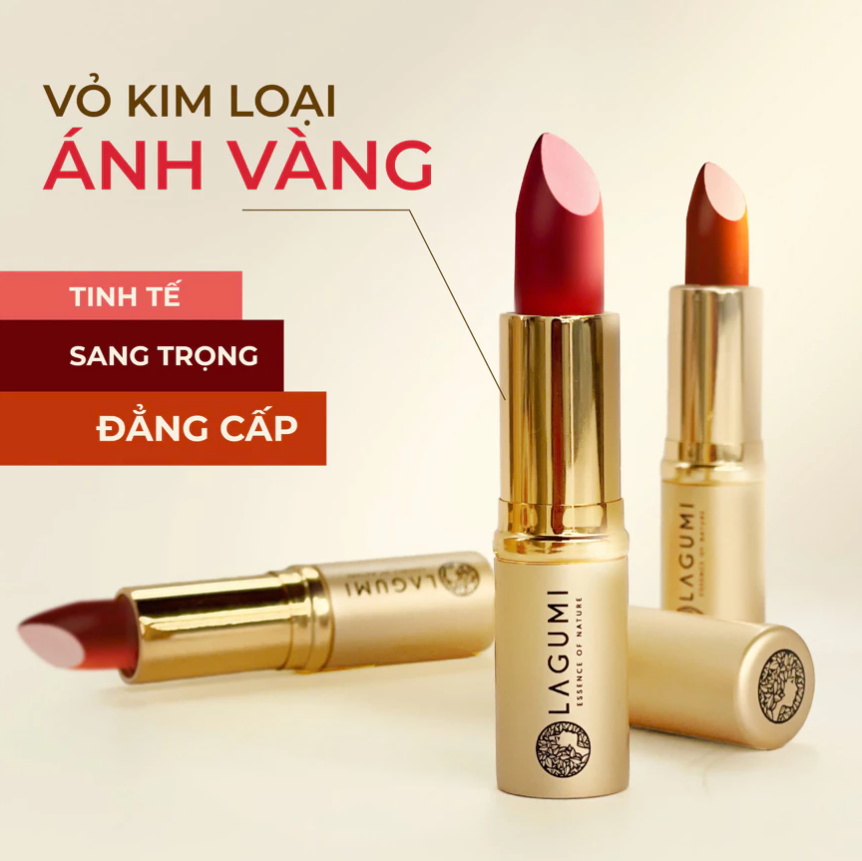 VỎ KIM LOẠI
ÁNH VÀNG
TINH TẾ
SANG TRỌNG
ĐẲNG CẤP
LAGUMI
ESSENCE OF NATURE
LAGUMI
ESSENCE OF NATURE
LAGUMI